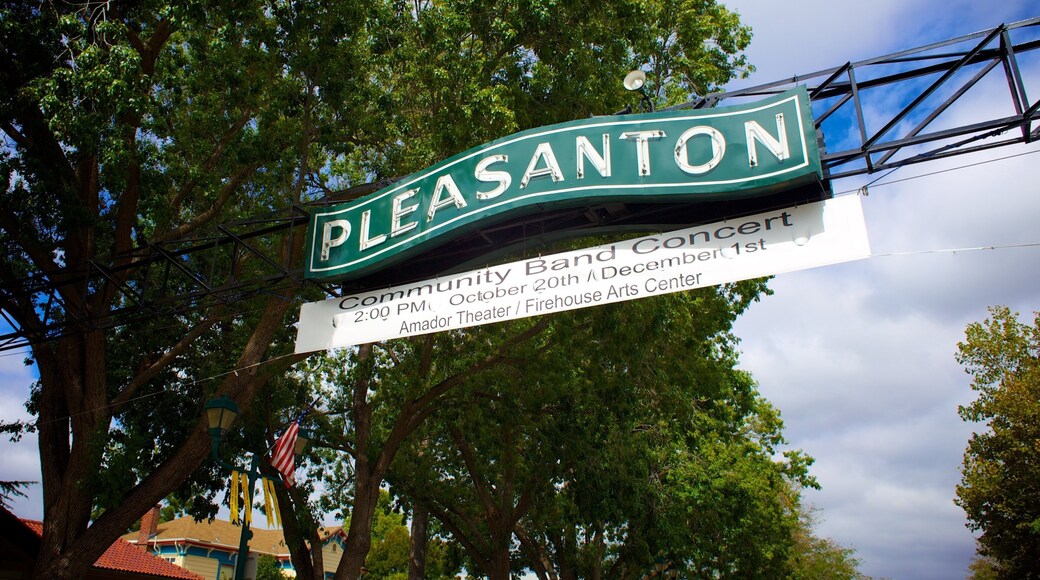 PLEASANTON
Community Band Concert
2:00 PM October 20th / December 1st
Amador Theater / Firehouse Arts Center